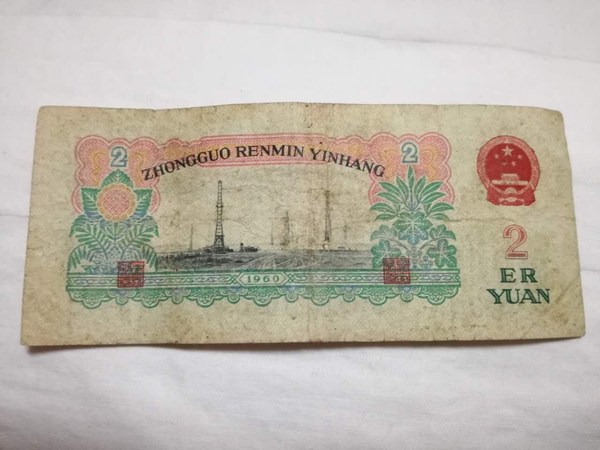 2
2
ZHONGGUO RENMIN YINHANG
1960
2
ER
YUAN